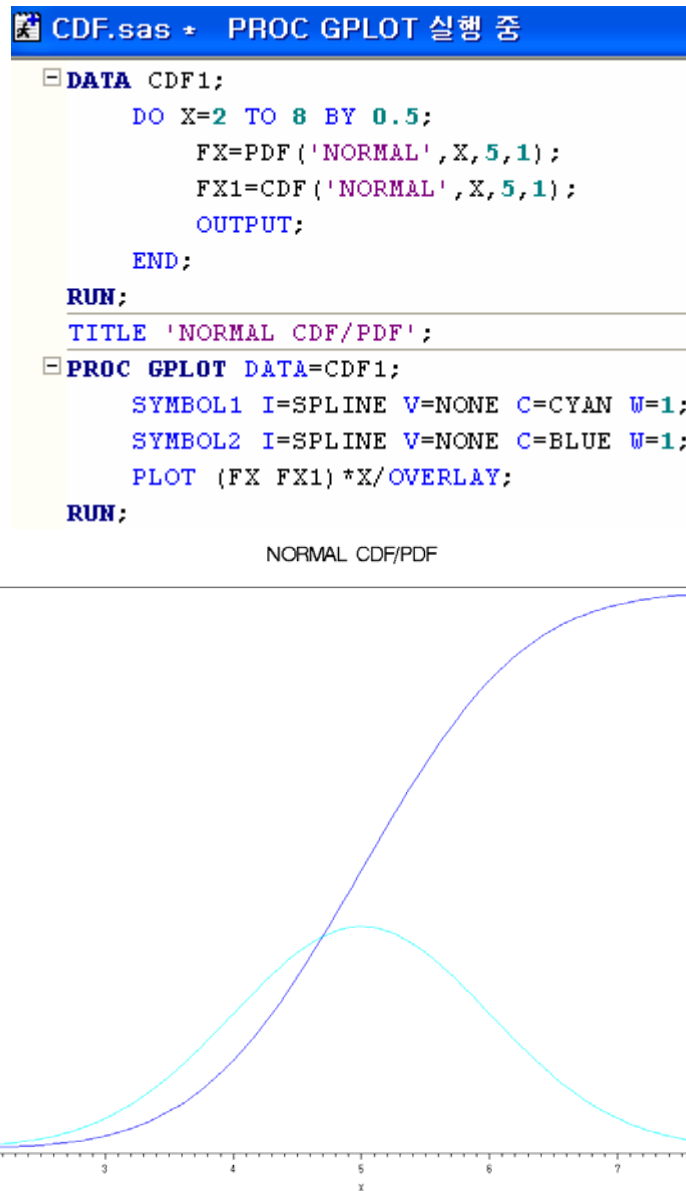 CDF.sas * PROC GPLOT 실행 중
DATA CDF1;
DO X=2 TO 8 BY 0.5;
FX=PDF('NORMAL',X,5,1);
FX1=CDF('NORMAL',X,5,1);
OUTPUT;
END;
RUN;
TITLE 'NORMAL CDF/PDF';
PROC GPLOT DATA=CDF1;
SYMBOL1 I=SPLINE V=NONE C=CYAN W=1;
SYMBOL2 I=SPLINE V=NONE C=BLUE W=1;
PLOT (FX FX1)*X/OVERLAY;
RUN;
NORMAL CDF/PDF
3 4 5 6 7
X